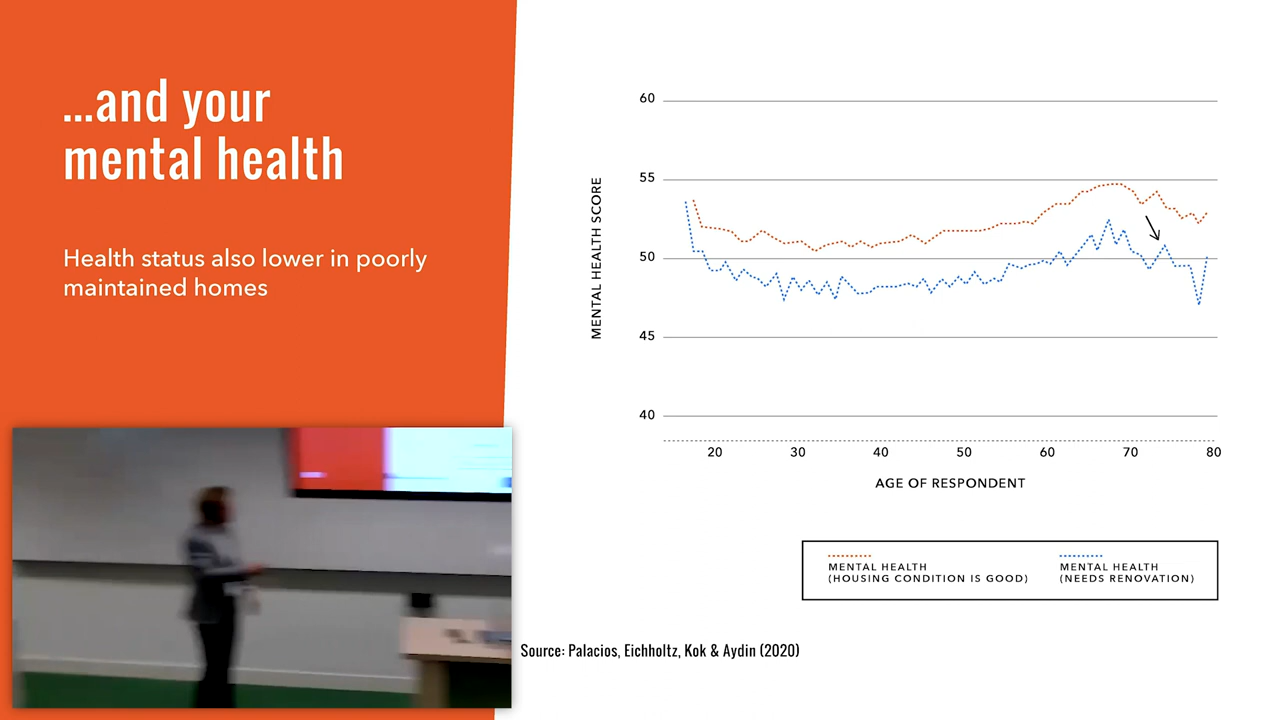 ...and your
mental health
Health status also lower in poorly
maintained homes
MENTAL HEALTH SCORE
60
55
50
45
40
20 30 40 50 60 70 80
AGE OF RESPONDENT
MENTAL HEALTH
(HOUSING CONDITION IS GOOD)
MENTAL HEALTH
(NEEDS RENOVATION)
Source: Palacios, Eichholtz, Kok & Aydin (2020)